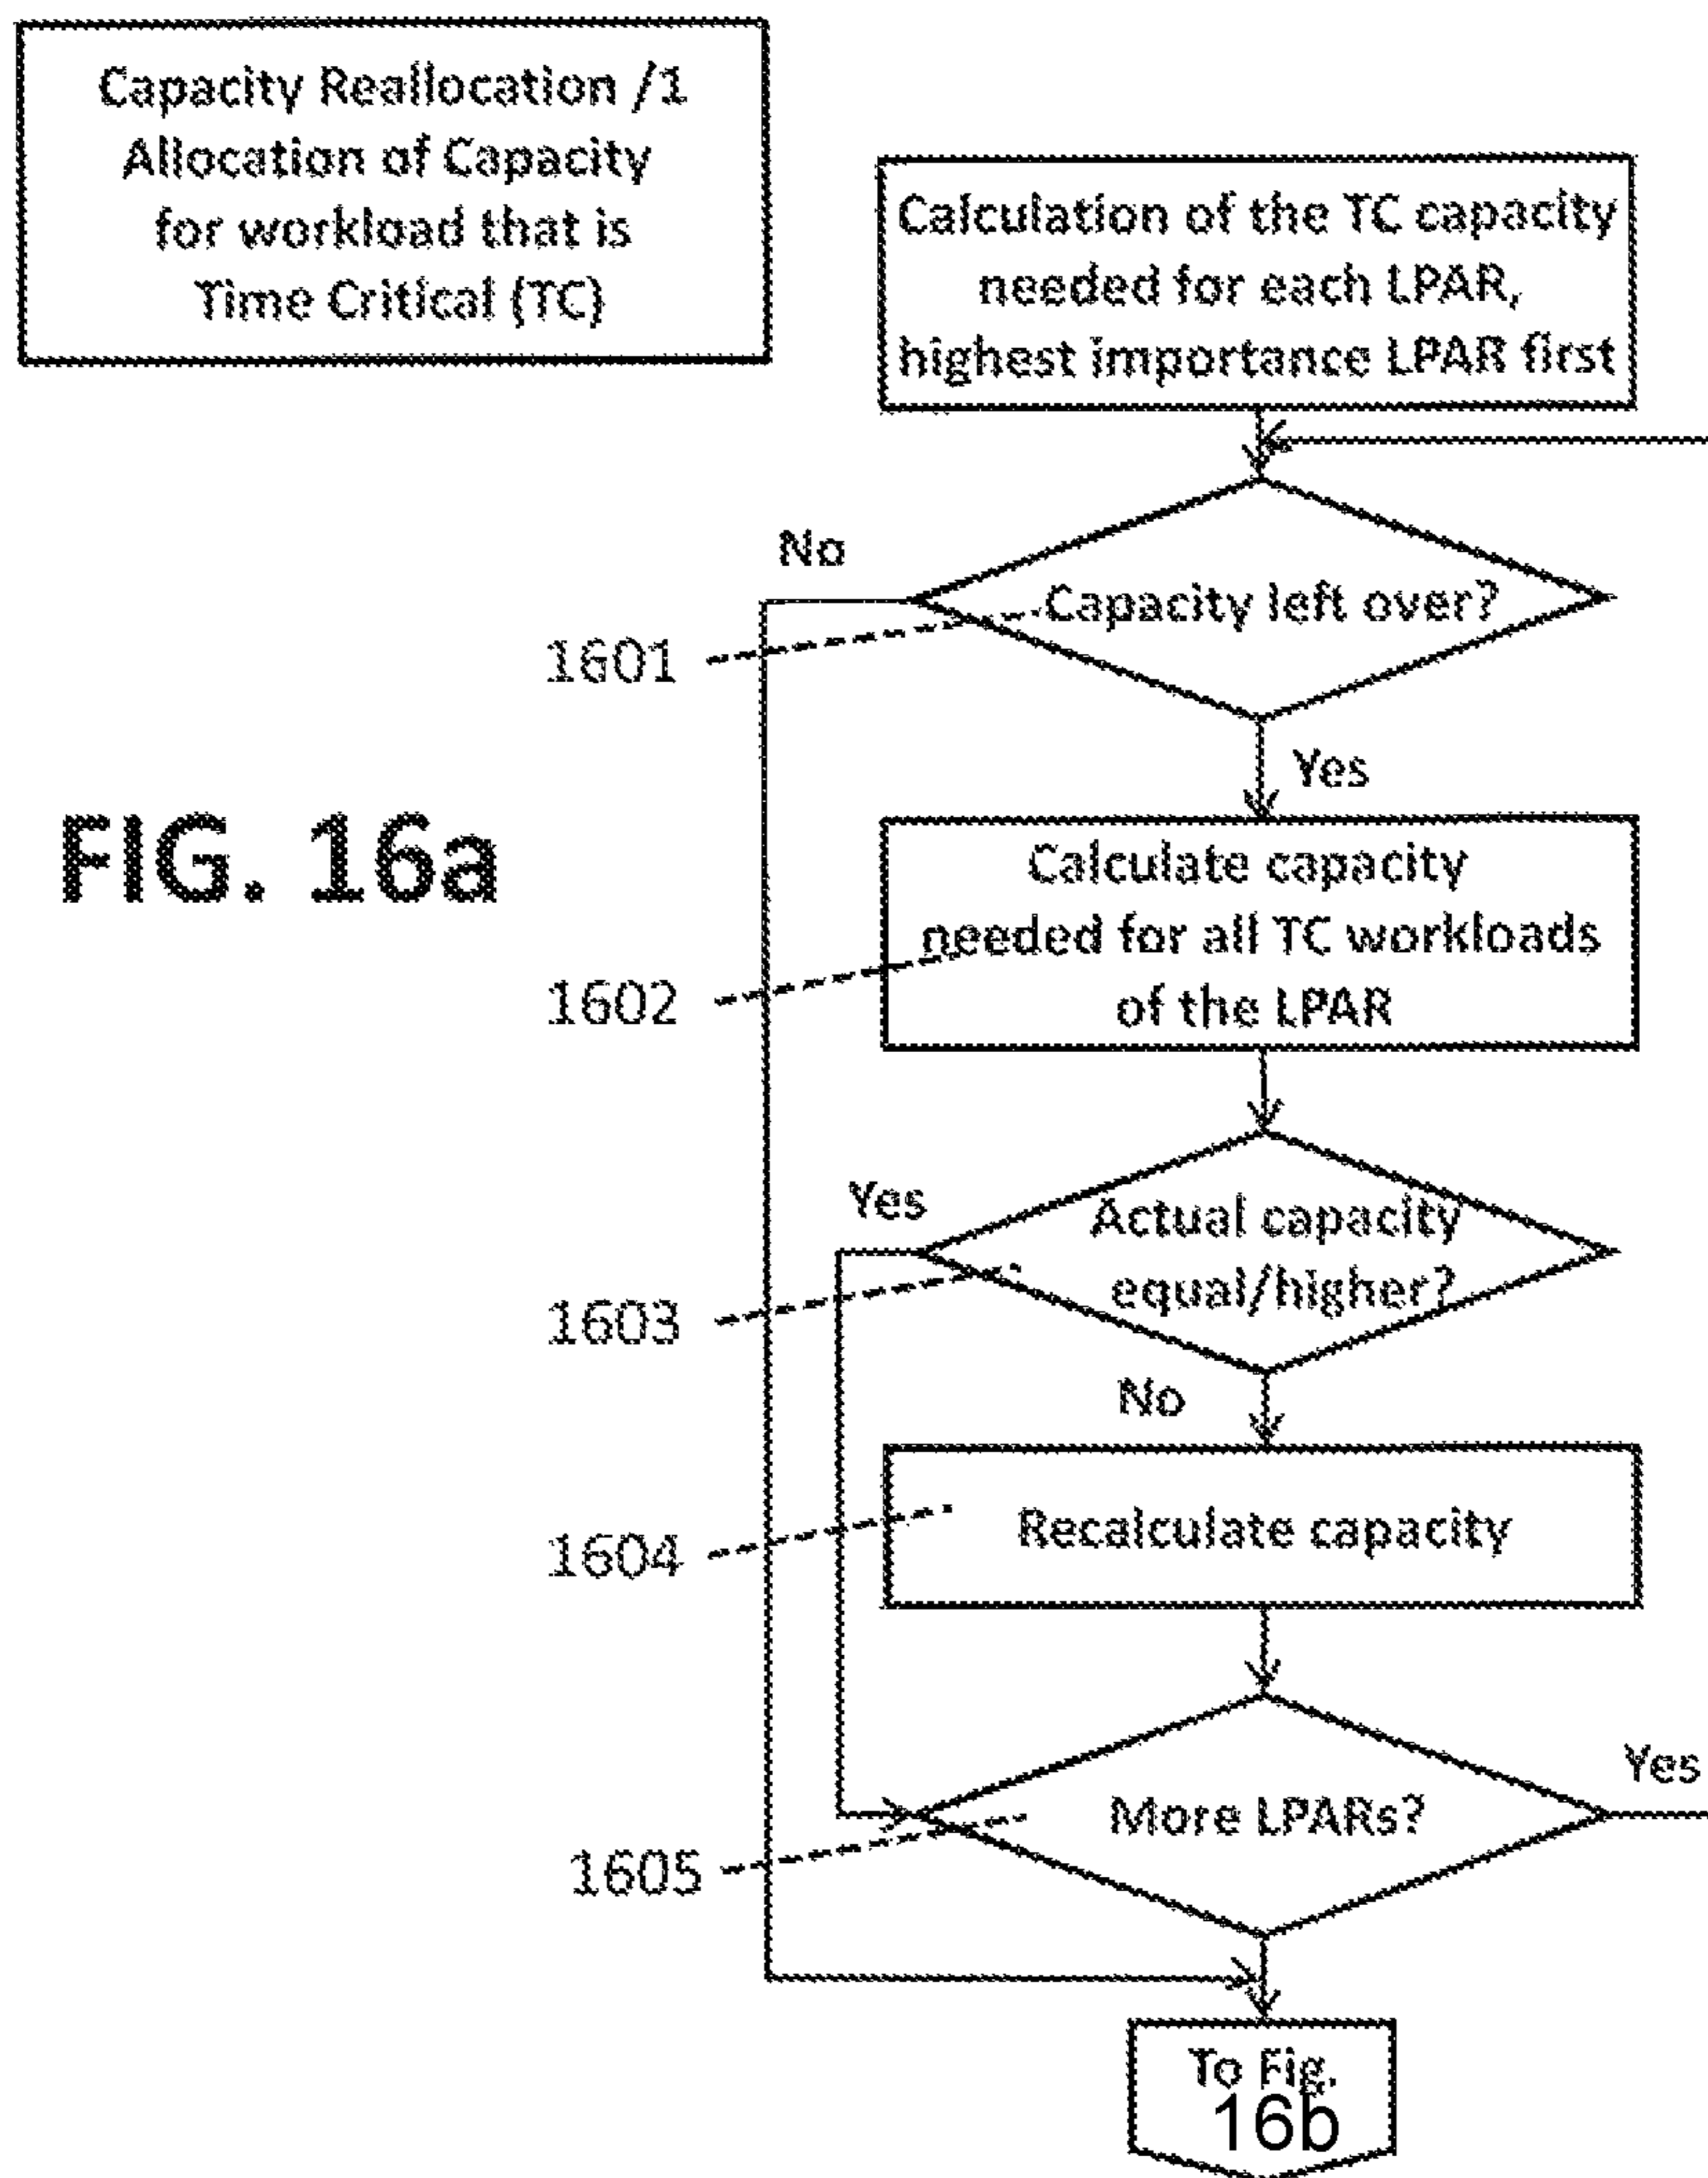 Capacity Reallocation /1
Allocation of Capacity
for workload that is
Time Critical (TC)
Calculation of the TC capacity
needed for each LPAR,
highest importance LPAR first
No
Capacity left over?
1601
Yes
FIG. 16a
Calculate capacity
needed for all TC workloads
of the LPAR
1602
Yes
Actual capacity
equal/higher?
1603
No
Recalculate capacity
1604
Yes
More LPARs?
1605
To Fig.
16b